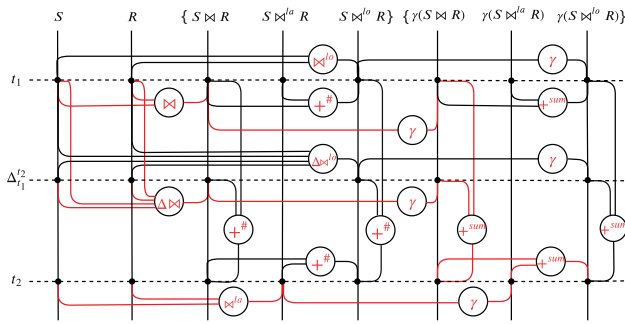 S R { S ⋈ R S ⋈^{la} R S ⋈^{lo} R} {γ(S ⋈ R) γ(S ⋈^{la} R) γ(S ⋈^{lo} R)}
⋈^{lo} γ
t_1
⋈ +^{#} +^{sum}
γ
Δ⋈^{lo} γ
Δ_{t_1}^{t_2}
Δ⋈ γ
+^{#} +^{#} +^{sum} +^{sum}
+^{#} +^{sum}
t_2
⋈^{la} γ